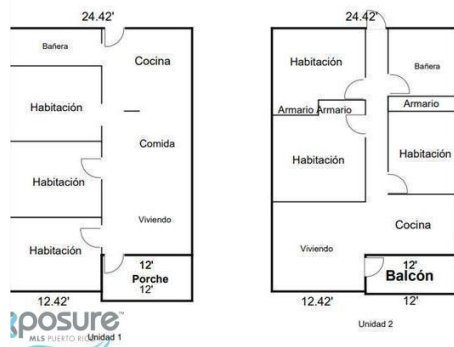 24.42'
Bañera
Cocina
Habitación
Comida
Habitación
Viviendo
Habitación
12'
Porche
12'
12.42'
xposure™
MLS PUERTO RICO
Unidad 1
24.42'
Habitación
Bañera
Armario Armario
Armario
Habitación
Habitación
Cocina
Viviendo
12'
Balcón
12.42'
12'
Unidad 2